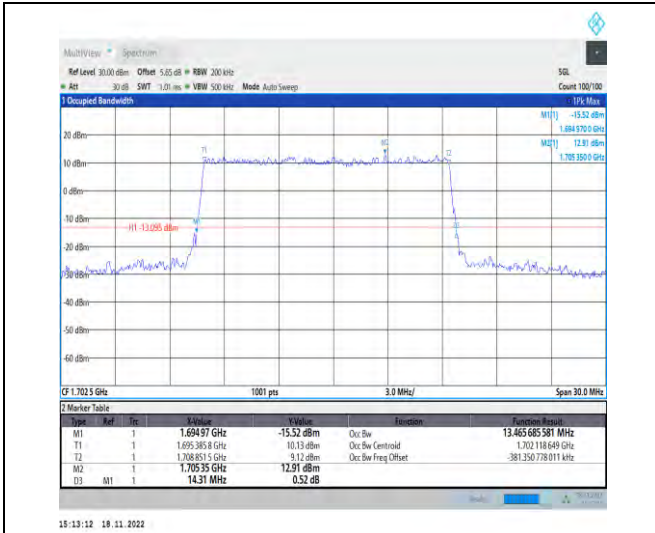 MultiView Spectrum
Ref Level 30.00 dBm Offset 5.65 dB RBW 200 kHz SGL
Att 30 dB SWT 1.01 ms VBW 500 kHz Mode Auto Sweep Count 100/100
1 Occupied Bandwidth 1Pk Max
M1[1] -15.52 dBm
1.694 970 0 GHz
M2[1] 12.91 dBm
1.705 350 0 GHz
20 dBm
T1 M2 T2
10 dBm
0 dBm
-10 dBm
M1
H1 -13.095 dBm
-20 dBm
-30 dBm
-40 dBm
-50 dBm
-60 dBm
CF 1.702 5 GHz 1001 pts 3.0 MHz/ Span 30.0 MHz
2 Marker Table
Type Ref Trc X-Value Y-Value Function Function Result
M1 1 1.694 97 GHz -15.52 dBm Occ Bw 13.465 685 581 MHz
T1 1 1.695 385 8 GHz 10.13 dBm Occ Bw Centroid 1.702 118 649 GHz
T2 1 1.708 851 5 GHz 9.12 dBm Occ Bw Freq Offset -381.350 778 011 kHz
M2 1 1.705 35 GHz 12.91 dBm
D3 M1 1 14.31 MHz 0.52 dB
15:13:12 18.11.2022